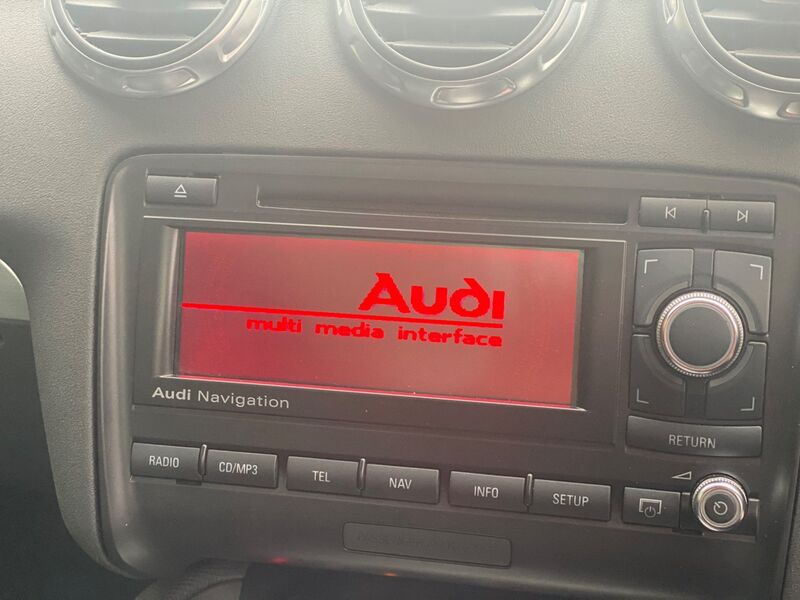 Audi
multi media interface
Audi Navigation
RETURN
RADIO
CD/MP3
TEL
NAV
INFO
SETUP